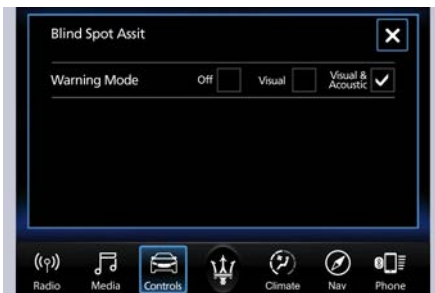 Blind Spot Assit
Warning Mode Off Visual Visual &
Acoustic
Radio Media Controls Climate Nav Phone